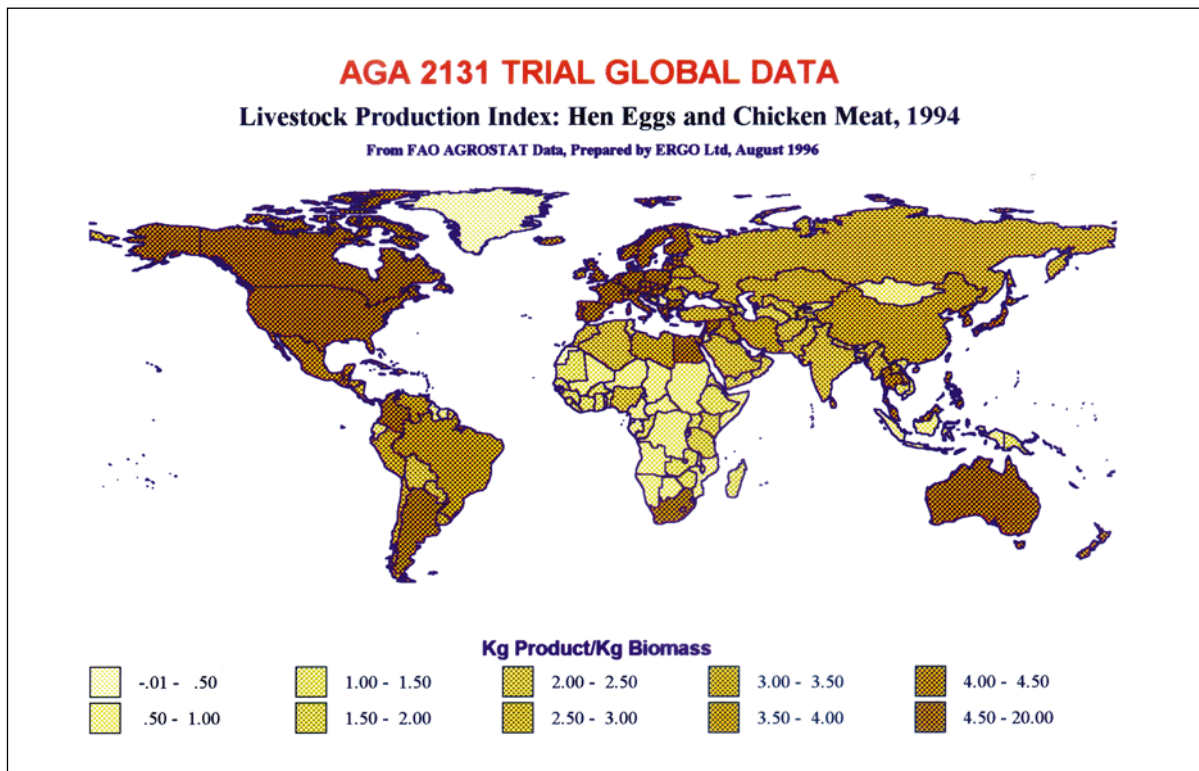 AGA 2131 TRIAL GLOBAL DATA
Livestock Production Index: Hen Eggs and Chicken Meat, 1994
From FAO AGROSTAT Data, Prepared by ERGO Ltd, August 1996
Kg Product/Kg Biomass
-.01 - .50
1.00 - 1.50
2.00 - 2.50
3.00 - 3.50
4.00 - 4.50
.50 - 1.00
1.50 - 2.00
2.50 - 3.00
3.50 - 4.00
4.50 - 20.00